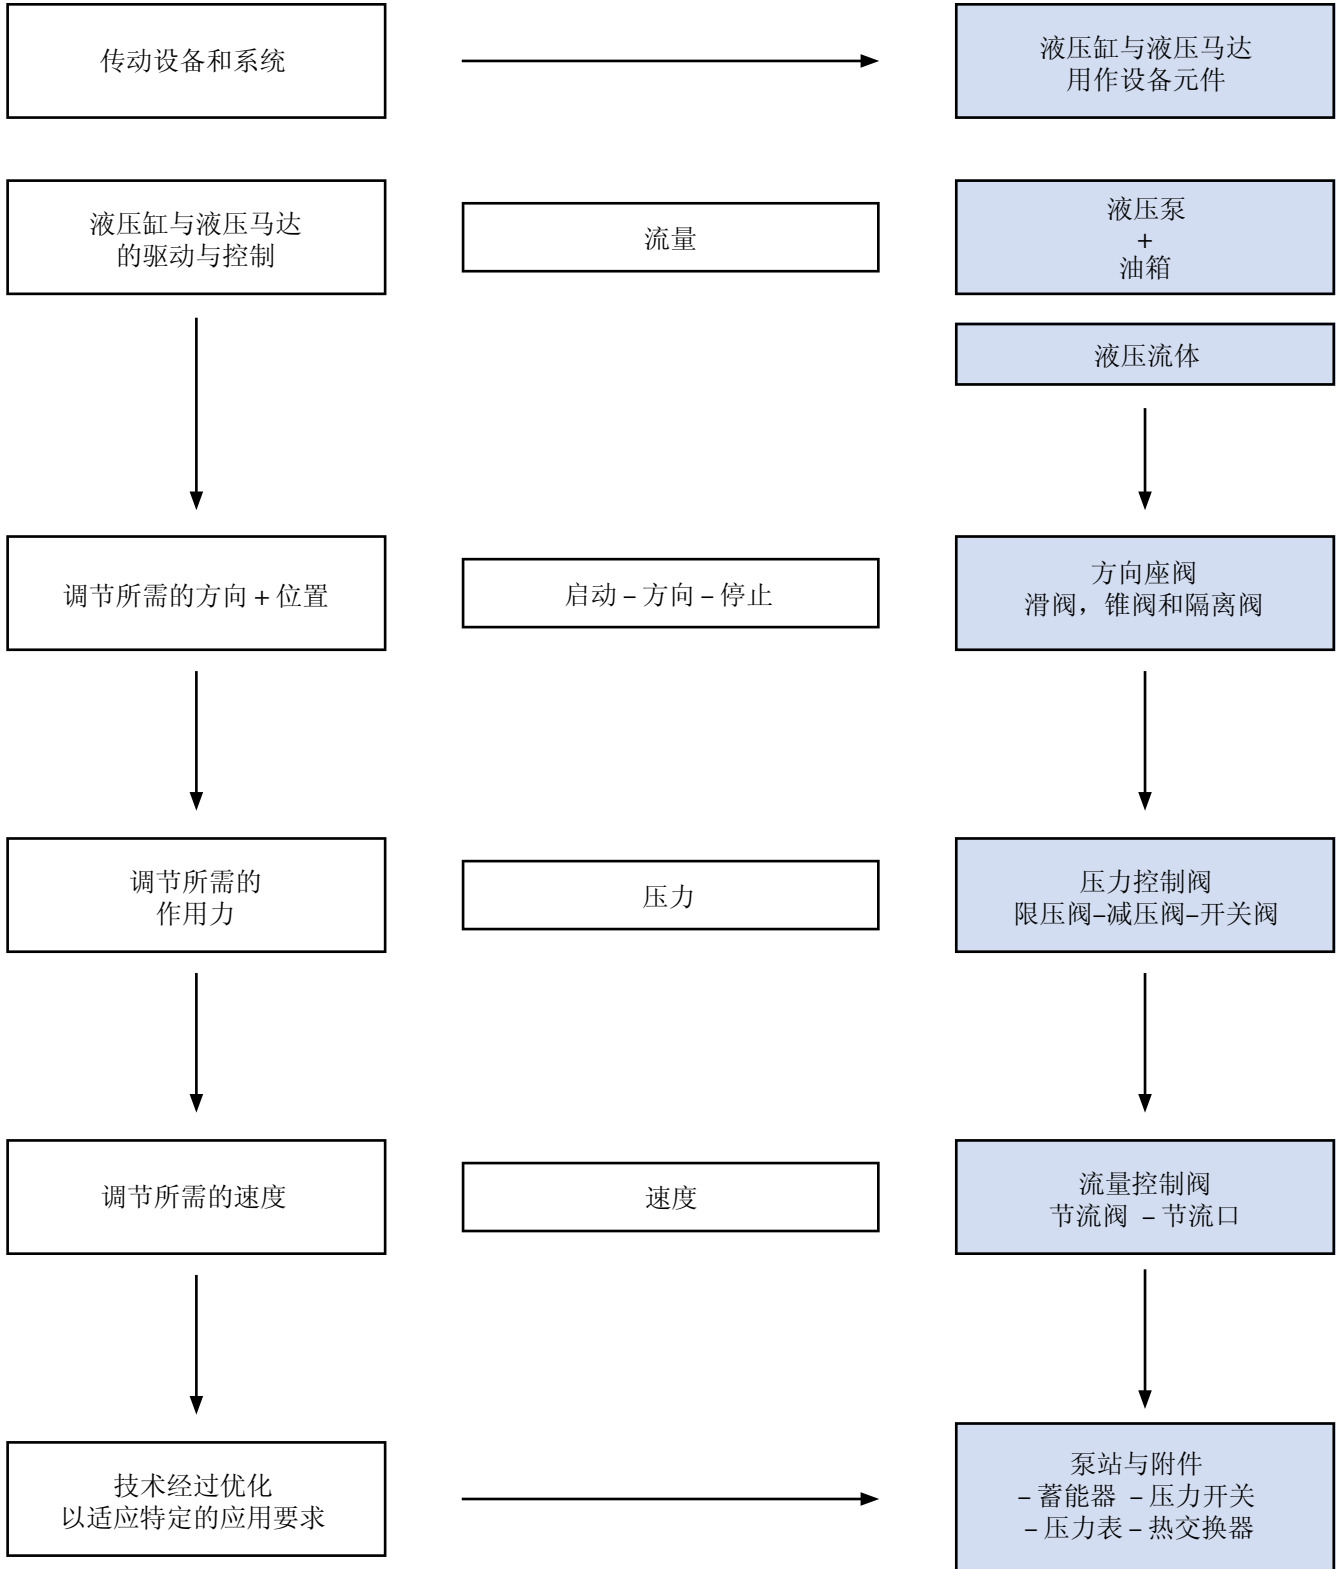 传动设备和系统
液压缸与液压马达
用作设备元件
液压缸与液压马达
的驱动与控制
流量
液压泵
+
油箱
液压流体
调节所需的方向 + 位置
启动 – 方向 – 停止
方向座阀
滑阀，锥阀和隔离阀
调节所需的
作用力
压力
压力控制阀
限压阀–减压阀–开关阀
调节所需的速度
速度
流量控制阀
节流阀 – 节流口
技术经过优化
以适应特定的应用要求
泵站与附件
– 蓄能器 – 压力开关
– 压力表 – 热交换器